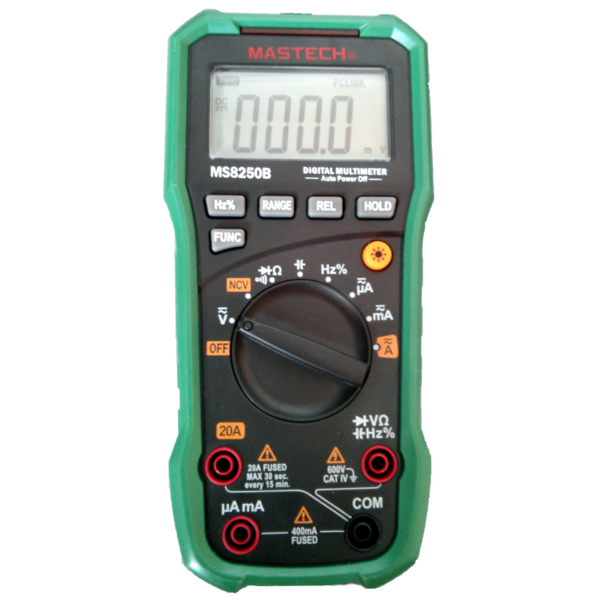 MASTECH®
PCLINK
DC
000.0 m V
MS8250B
DIGITAL MULTIMETER
Auto Power Off
Hz%
RANGE
REL
HOLD
FUNC
NCV
Ω
Hz%
µA
mA
A
V
OFF
20A
VΩ
Hz%
20A FUSED
MAX 30 sec.
every 15 min.
600V
CAT IV
µA mA
COM
400mA
FUSED